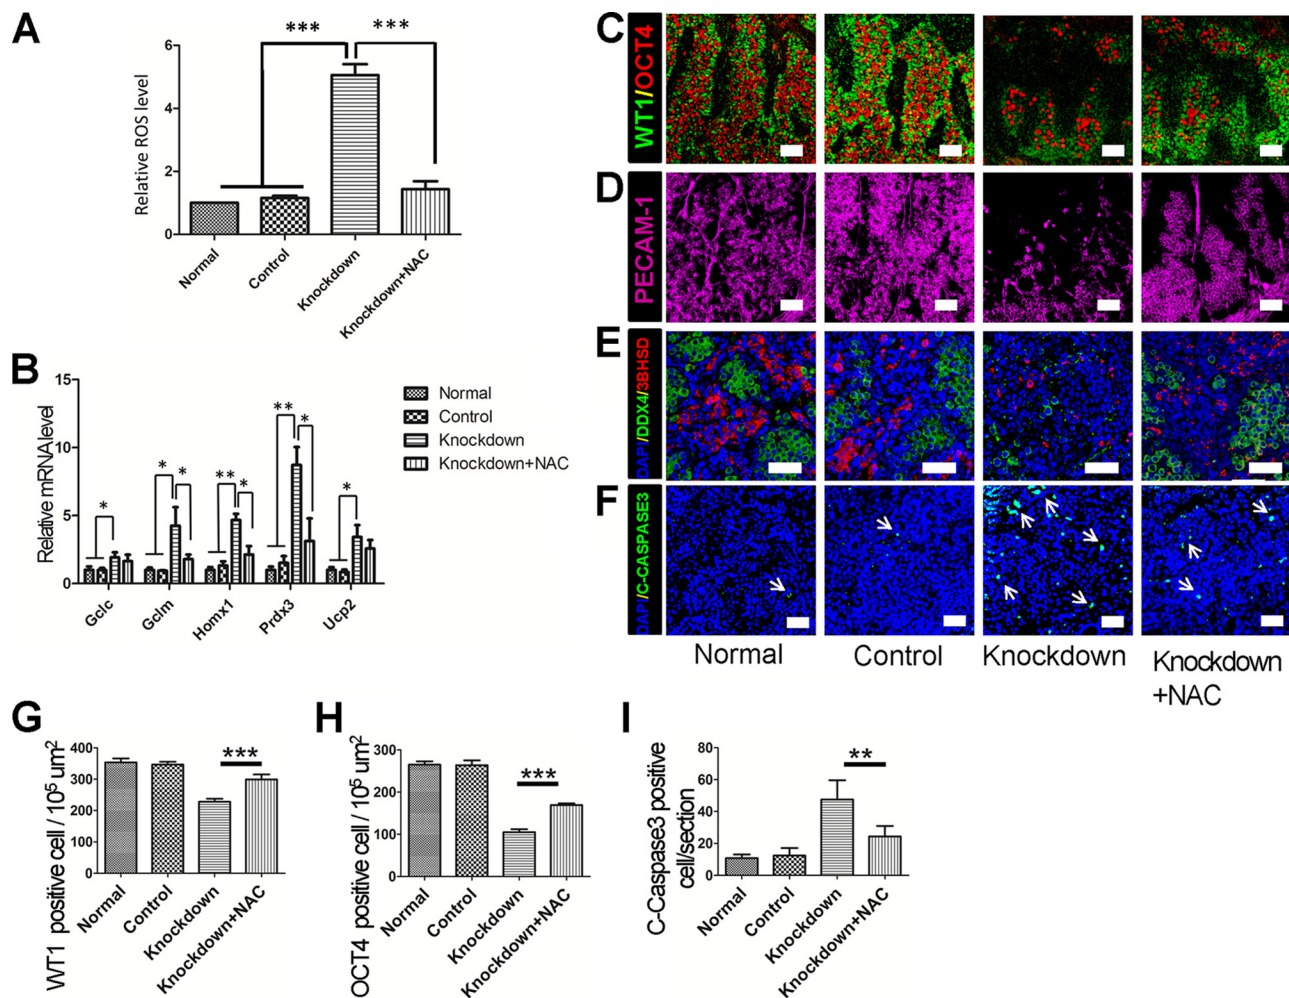 A
***
***
6
4
2
0
Relative ROS level
Normal
Control
Knockdown
Knockdown+NAC
B
15
10
5
0
Relative mRNAlevel
*
*
*
**
*
**
*
*
Gclc
Gclm
Homx1
Prdx3
Ucp2
Normal
Control
Knockdown
Knockdown+NAC
C
WT1/OCT4
D
PECAM-1
E
DAPI/DDX4/3BHSD
F
DAPI/C-CASPASE3
Normal
Control
Knockdown
Knockdown
+NAC
G
WT1 positive cell / 10⁵ um²
400
300
200
100
0
***
Normal
Control
Knockdown
Knockdown+NAC
H
OCT4 positive cell / 10⁵ um²
300
200
100
0
***
Normal
Control
Knockdown
Knockdown+NAC
I
C-Caspase3 positive
cell/section
80
60
40
20
0
**
Normal
Control
Knockdown
Knockdown+NAC